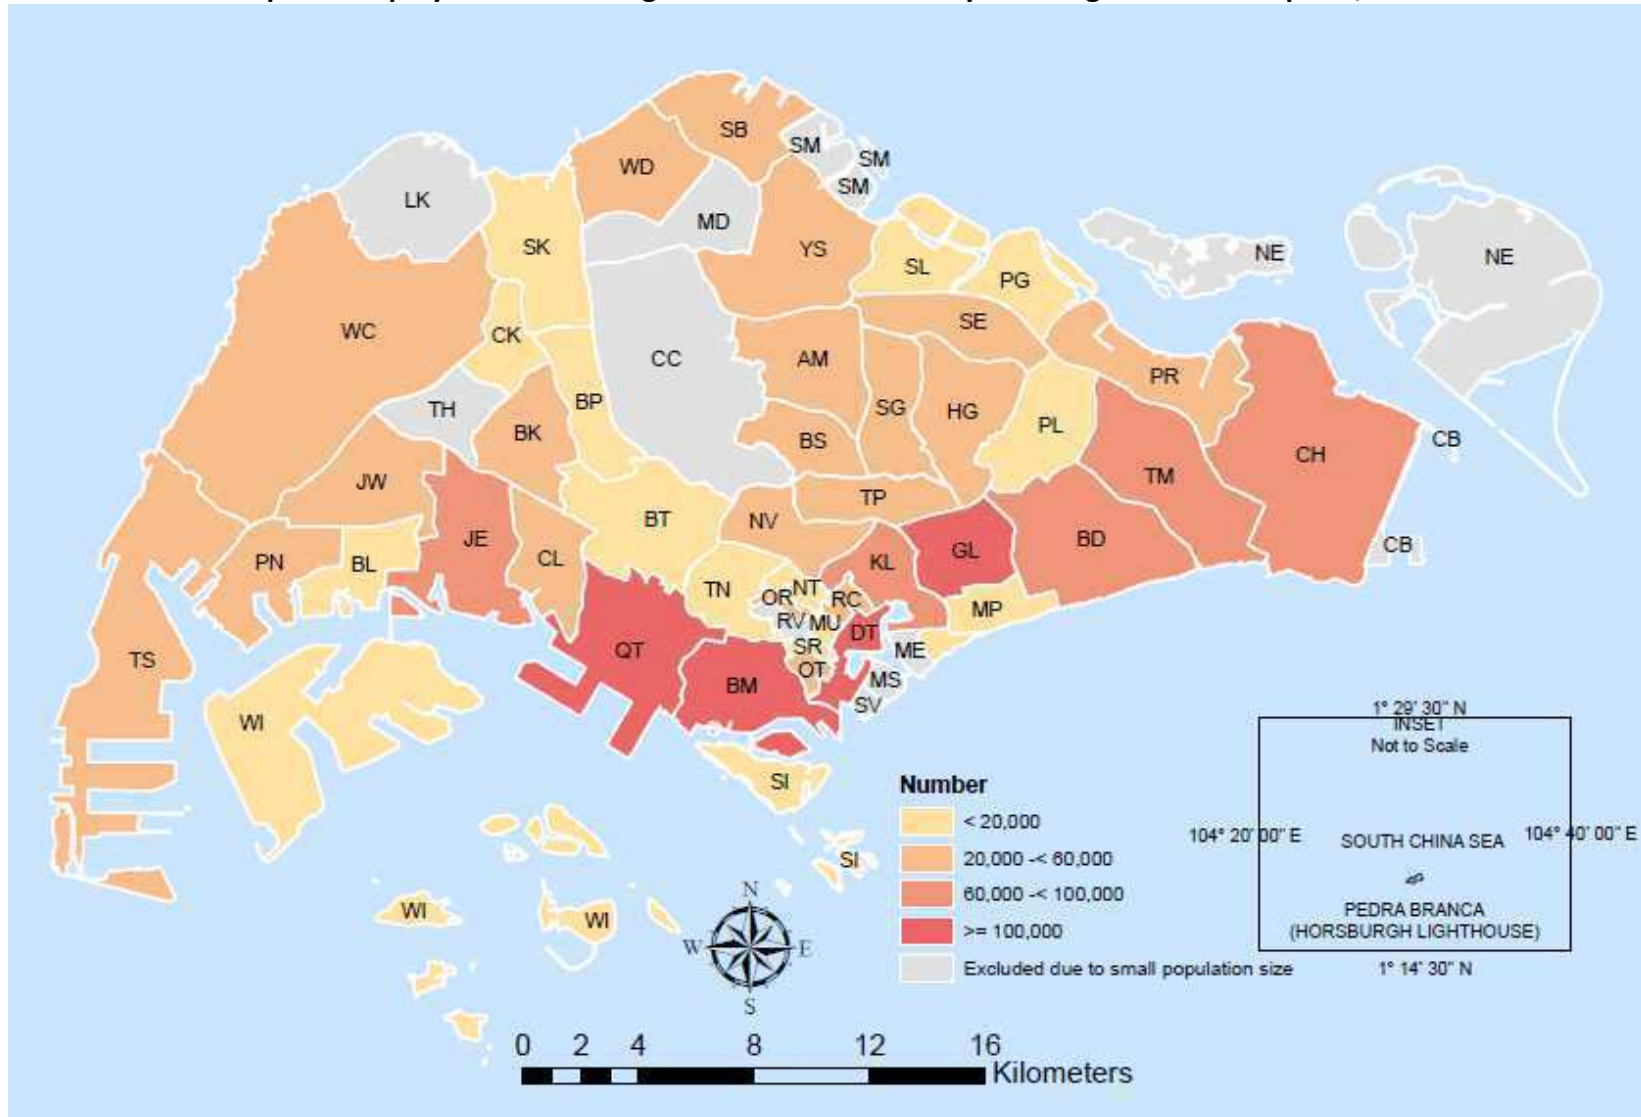 SB
SM
WD
SM
SM
LK
MD
SK
YS
NE
NE
SL
PG
WC
SE
CK
CC
AM
PR
TH
BP
SG
HG
BK
BS
PL
CB
CH
JW
TM
TP
BT
NV
JE
BD
CB
PN
BL
CL
KL
GL
TN
NT
OR
RC
MP
RV
MU
DT
TS
QT
SR
ME
OT
BM
MS
SV
WI
SI
SI
WI
WI
1° 29' 30" N
INSET
Not to Scale
104° 20' 00" E
SOUTH CHINA SEA
104° 40' 00" E
PEDRA BRANCA
(HORSBURGH LIGHTHOUSE)
1° 14' 30" N
Number
< 20,000
20,000 -< 60,000
60,000 -< 100,000
>= 100,000
Excluded due to small population size
N
W
E
S
0 2 4 8 12 16
Kilometers